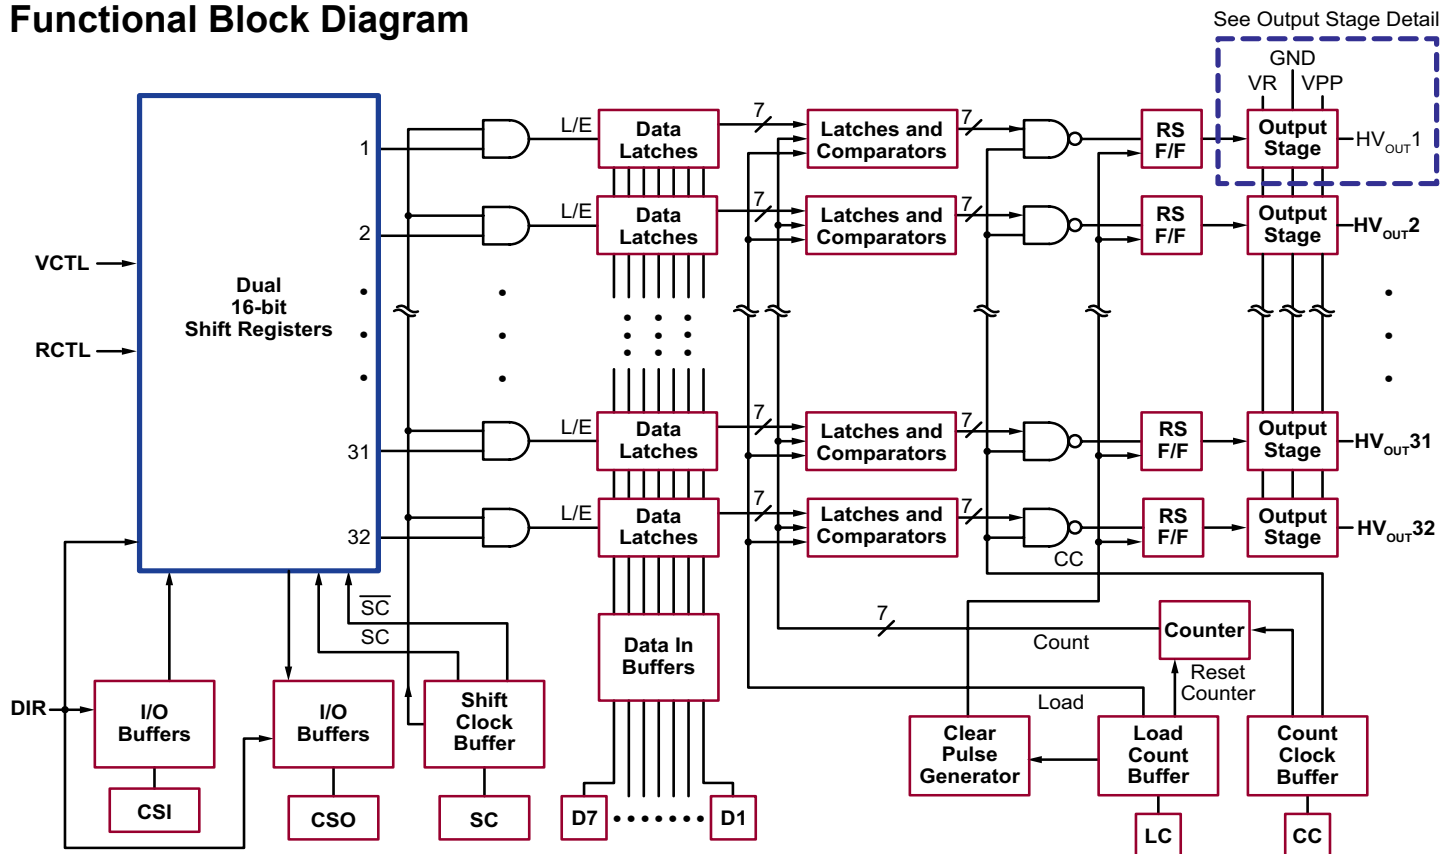 Functional Block Diagram
See Output Stage Detail
GND
VR
VPP
1
L/E
Data
Latches
7
Latches and
Comparators
7
RS
F/F
Output
Stage
HVOUT1
2
L/E
Data
Latches
7
Latches and
Comparators
7
RS
F/F
Output
Stage
HVOUT2
VCTL
Dual
16-bit
Shift Registers
RCTL
31
L/E
Data
Latches
7
Latches and
Comparators
7
RS
F/F
Output
Stage
HVOUT31
32
L/E
Data
Latches
7
Latches and
Comparators
7
CC
RS
F/F
Output
Stage
HVOUT32
S̅C̅
SC
Data In
Buffers
7
Count
Counter
Reset
Counter
Load
DIR
I/O
Buffers
I/O
Buffers
Shift
Clock
Buffer
Clear
Pulse
Generator
Load
Count
Buffer
Count
Clock
Buffer
CSI
CSO
SC
D7
D1
LC
CC